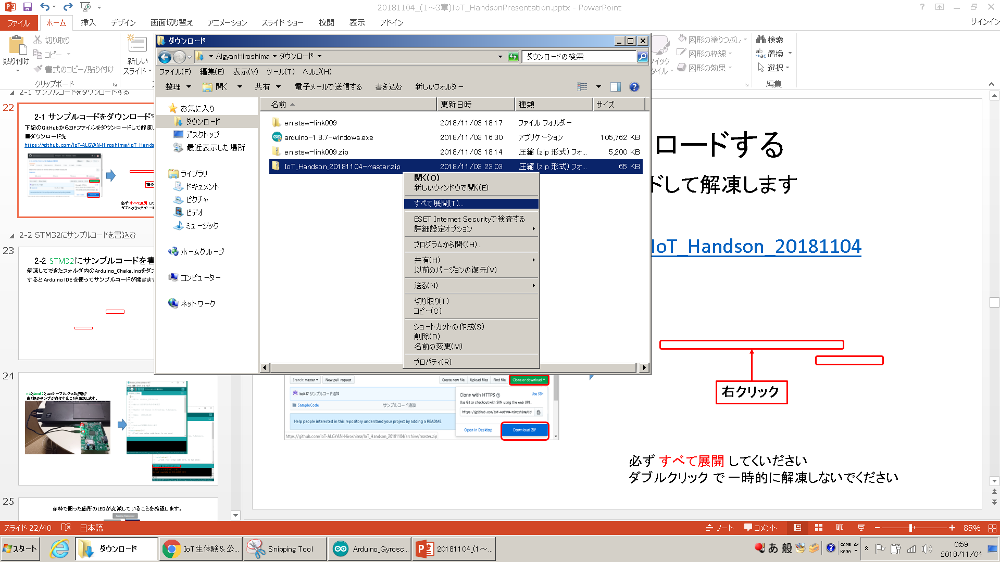 20181104_(1～3章)IoT_HandsonPresentation.pptx - PowerPoint
ファイル
ホーム
挿入
デザイン
画面切り替え
アニメーション
スライド ショー
校閲
表示
アドイン
サインイン
貼り付け
切り取り
コピー
書式のコピー/貼り付け
クリップボード
新しい
スライド
図形の塗りつぶし
図形の枠線
図形の効果
検索
置換
選択
編集
2-1 サンプルコードをダウンロードする
22
2-1 サンプルコードをダウンロードす
下記のGitHubからZIPファイルをダウンロードして解凍し
■ダウンロード先
https://github.com/IoT-ALGYAN-Hiroshima/IoT_Hands
必ず すべて展開 して
ダブルクリック で 一時
2-2 STM32にサンプルコードを書込む
23
2-2 STM32にサンプルコードを書
解凍してできたフォルダ内のArduino_Chaka.inoをダブ
するとArduino IDE を使ってサンプルコードが開きます
24
PCとSTM32とUSBケーブルでつなぎ
赤と緑のランプが点灯することを確認します。
25
赤枠で囲った箇所のLEDが点滅していることを確認します。
ダウンロード
AlgyanHiroshima ダウンロード
ダウンロードの検索
ファイル(F) 編集(E) 表示(V) ツール(T) ヘルプ(H)
整理 開く 共有 電子メールで送信する 書き込む 新しいフォルダー
お気に入り
ダウンロード
デスクトップ
最近表示した場所
ライブラリ
ドキュメント
ピクチャ
ビデオ
ミュージック
ホームグループ
コンピューター
ネットワーク
名前 更新日時 種類 サイズ
en.stsw-link009 2018/11/03 18:17 ファイル フォルダー
arduino-1.8.7-windows.exe 2018/11/03 16:30 アプリケーション 105,762 KB
en.stsw-link009.zip 2018/11/03 18:14 圧縮 (zip 形式) フォ... 5,200 KB
IoT_Handson_20181104-master.zip 2018/11/03 23:03 圧縮 (zip 形式) フォ... 65 KB
開く(O)
新しいウィンドウで開く(E)
すべて展開(T)...
ESET Internet Securityで検査する
詳細設定オプション
プログラムから開く(H)...
共有(H)
以前のバージョンの復元(V)
送る(N)
切り取り(T)
コピー(C)
ショートカットの作成(S)
削除(D)
名前の変更(M)
プロパティ(R)
ロードする
ドして解凍します
IoT_Handson_20181104
右クリック
Branch: master New pull request Create new file Upload files Find file Clone or download
kei417 サンプルコード追加
SampleCode サンプルコード追加
Help people interested in this repository understand your project by adding a README.
Clone with HTTPS Use SSH
Use Git or checkout with SVN using the web URL.
https://github.com/IoT-ALGYAN-Hiroshima/Io
Open in Desktop Download ZIP
https://github.com/IoT-ALGYAN-Hiroshima/IoT_Handson_20181104/archive/master.zip
必ず すべて展開 してくいださい
ダブルクリック で 一時的に解凍しないでください
スライド 22/40 日本語
ノート コメント 88%
スタート
ダウンロード
IoT生体験& 公...
Snipping Tool
Arduino_Gyrosc...
20181104_(1～...
あ 般
CAPS
KANA
0:59
2018/11/04